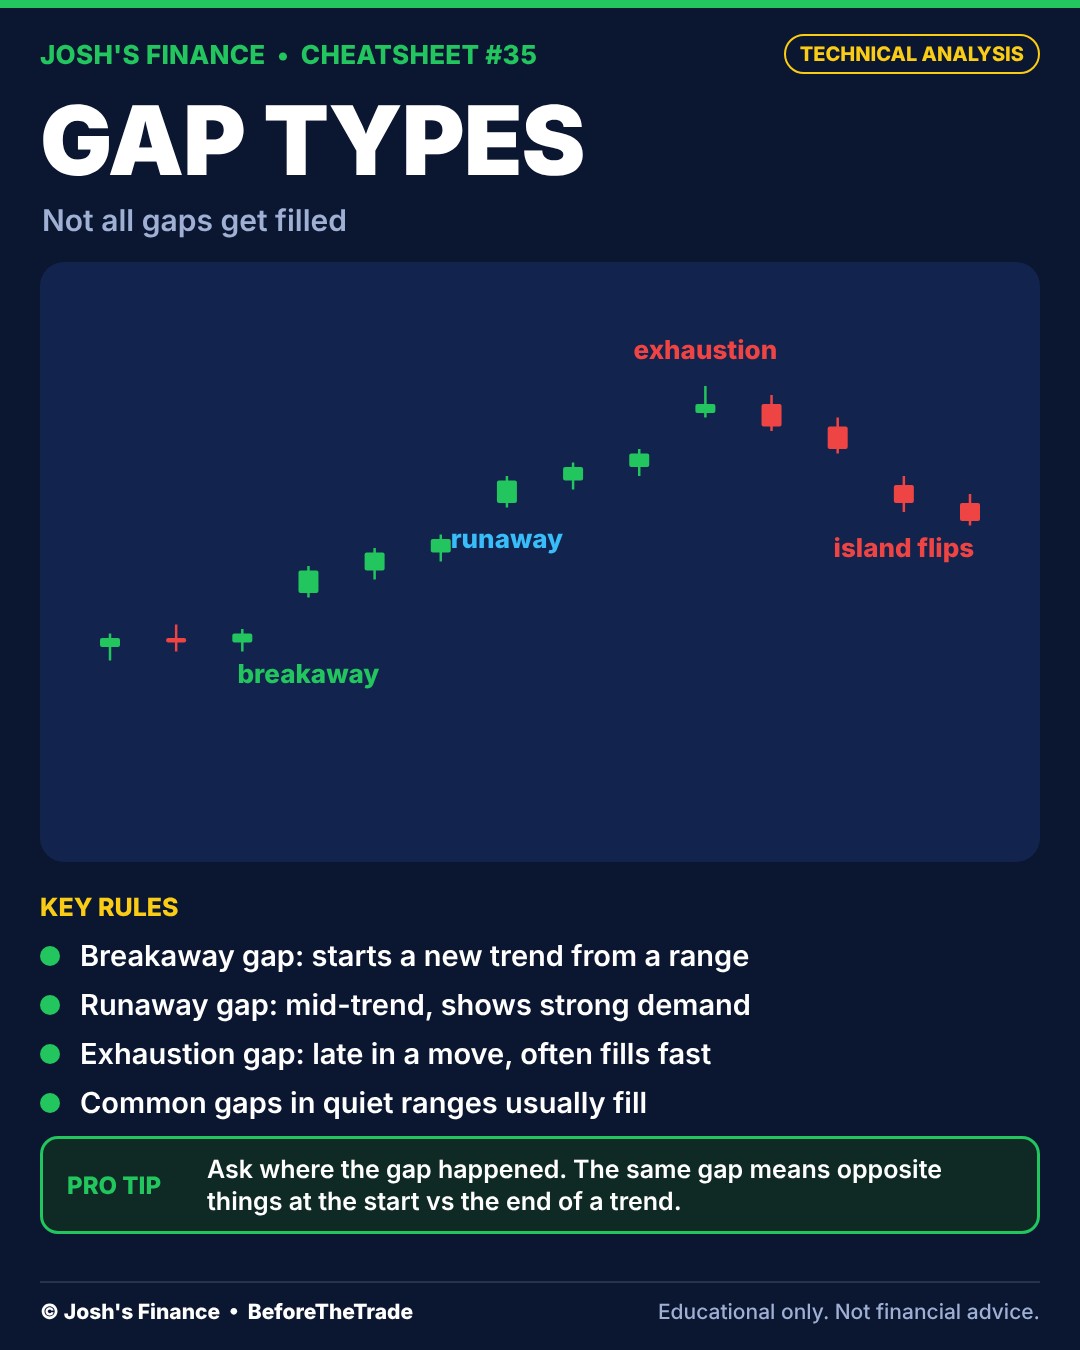 JOSH'S FINANCE • CHEATSHEET #35
TECHNICAL ANALYSIS
GAP TYPES
Not all gaps get filled
exhaustion
runaway
island flips
breakaway
KEY RULES
Breakaway gap: starts a new trend from a range
Runaway gap: mid-trend, shows strong demand
Exhaustion gap: late in a move, often fills fast
Common gaps in quiet ranges usually fill
PRO TIP
Ask where the gap happened. The same gap means opposite
things at the start vs the end of a trend.
© Josh's Finance • BeforeTheTrade
Educational only. Not financial advice.